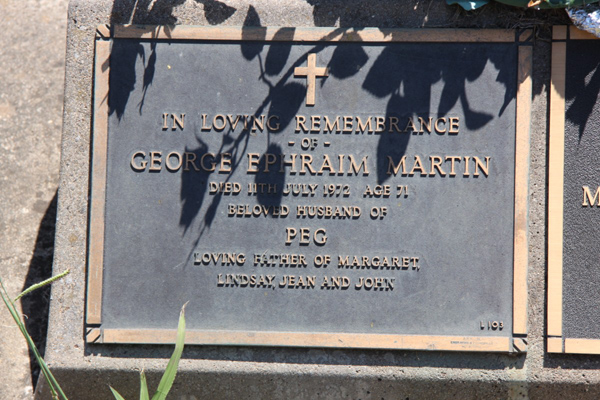 IN LOVING REMEMBRANCE
- OF -
GEORGE EPHRAIM MARTIN
DIED 11TH JULY 1972 AGE 71
BELOVED HUSBAND OF
PEG
LOVING FATHER OF MARGARET,
LINDSAY, JEAN AND JOHN
L193
M